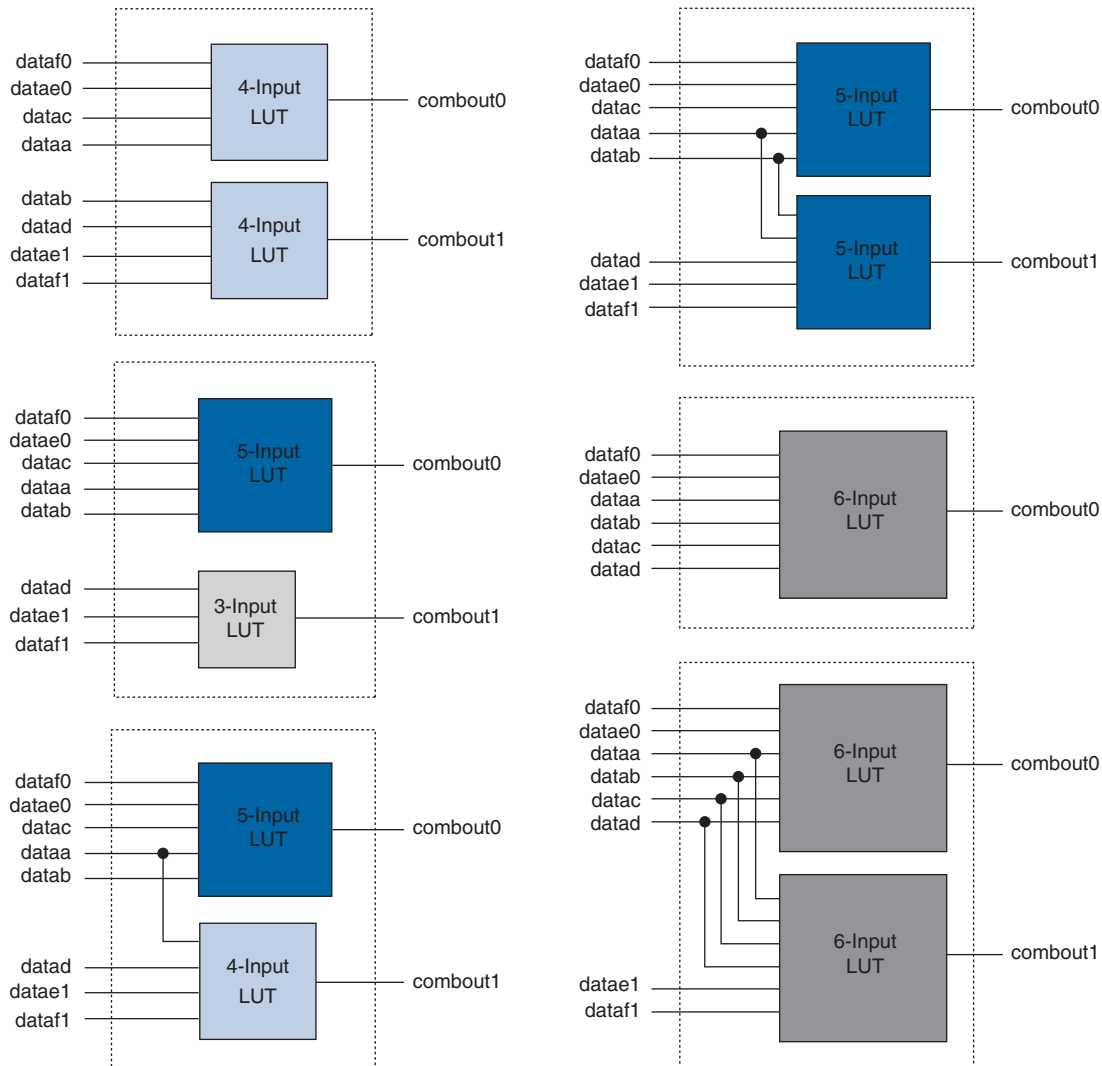 dataf0
datae0
datac
dataa
4-Input
LUT
combout0
datab
datad
datae1
dataf1
4-Input
LUT
combout1
dataf0
datae0
datac
dataa
datab
5-Input
LUT
combout0
datad
datae1
dataf1
3-Input
LUT
combout1
dataf0
datae0
datac
dataa
datab
5-Input
LUT
combout0
datad
datae1
dataf1
4-Input
LUT
combout1
dataf0
datae0
datac
dataa
datab
5-Input
LUT
combout0
datad
datae1
dataf1
5-Input
LUT
combout1
dataf0
datae0
dataa
datab
datac
datad
6-Input
LUT
combout0
dataf0
datae0
dataa
datab
datac
datad
6-Input
LUT
combout0
datae1
dataf1
6-Input
LUT
combout1